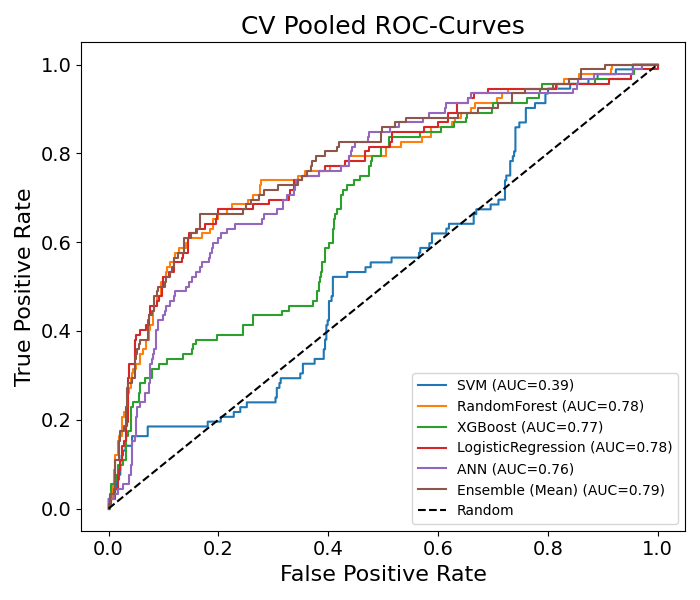 CV Pooled ROC-Curves
True Positive Rate
1.0
0.8
0.6
0.4
0.2
0.0
SVM (AUC=0.39)
RandomForest (AUC=0.78)
XGBoost (AUC=0.77)
LogisticRegression (AUC=0.78)
ANN (AUC=0.76)
Ensemble (Mean) (AUC=0.79)
Random
0.0 0.2 0.4 0.6 0.8 1.0
False Positive Rate